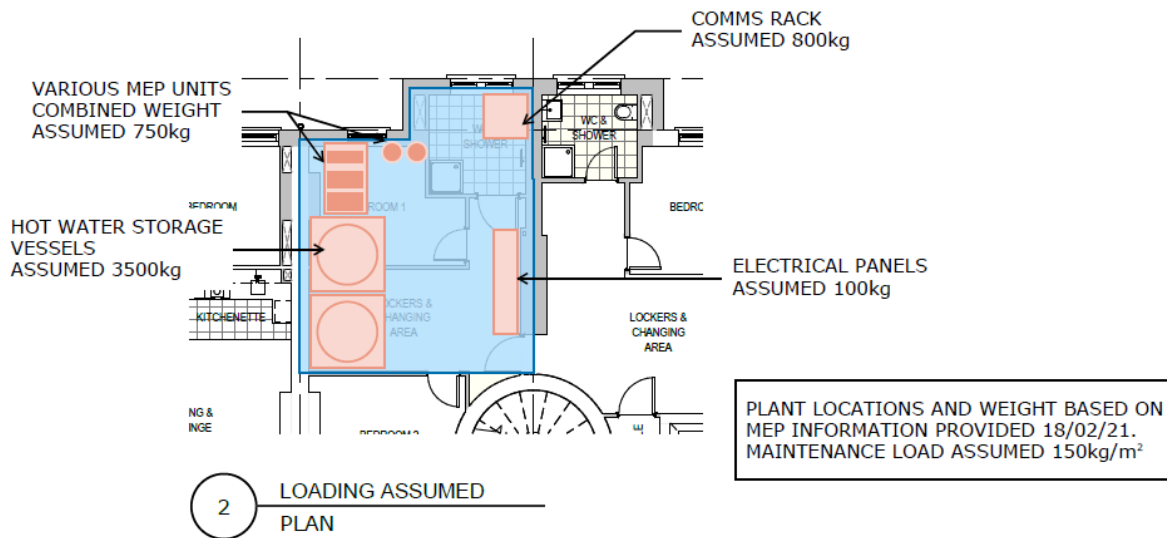 COMMS RACK
ASSUMED 800kg
VARIOUS MEP UNITS
COMBINED WEIGHT
ASSUMED 750kg
WC &
SHOWER
SHOWER
BEDROOM
ROOM 1
BEDRO
HOT WATER STORAGE
VESSELS
ASSUMED 3500kg
ELECTRICAL PANELS
ASSUMED 100kg
KITCHENETTE
OCKERS &
HANGING
AREA
LOCKERS &
CHANGING
AREA
NG &
NGE
BEDROOM 2
PLANT LOCATIONS AND WEIGHT BASED ON
MEP INFORMATION PROVIDED 18/02/21.
MAINTENANCE LOAD ASSUMED 150kg/m²
2
LOADING ASSUMED
PLAN